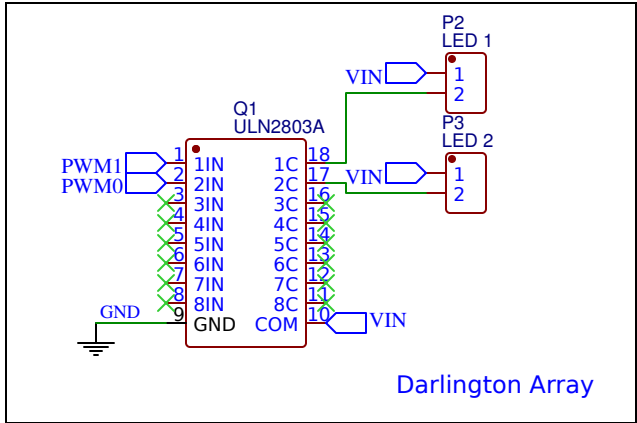 P2
LED 1
VIN
1
2
Q1
ULN2803A
P3
LED 2
VIN
1
2
PWM1 1 1IN 1C 18
PWM0 2 2IN 2C 17
3 3IN 3C 16
4 4IN 4C 15
5 5IN 5C 14
6 6IN 6C 13
7 7IN 7C 12
8 8IN 8C 11
GND 9 GND COM 10 VIN
Darlington Array